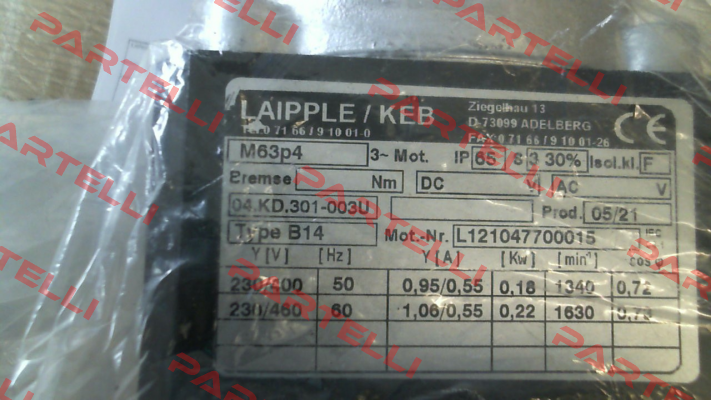 LAIPPLE / KEB
Tel 0 71 66 / 9 10 01-0
Ziegelhau 13
D-73099 ADELBERG
FAX 0 71 66 / 9 10 01-26
CE
M63p4 3~ Mot. IP 65 S 3 30% Isol.kl. F
Bremse Nm DC V AC V
04.KD.301-003U Prod. 05/21
Type B14 Mot.-Nr. L121047700015 IEC
Y [V] [Hz] Y [A] [Kw] [min⁻¹] cos φ
230/400 50 0,95/0,55 0,18 1340 0,72
230/460 60 1,06/0,55 0,22 1630
PARTELLI
PARTELLI
PARTELLI
PARTELLI
PARTELLI
PARTELLI